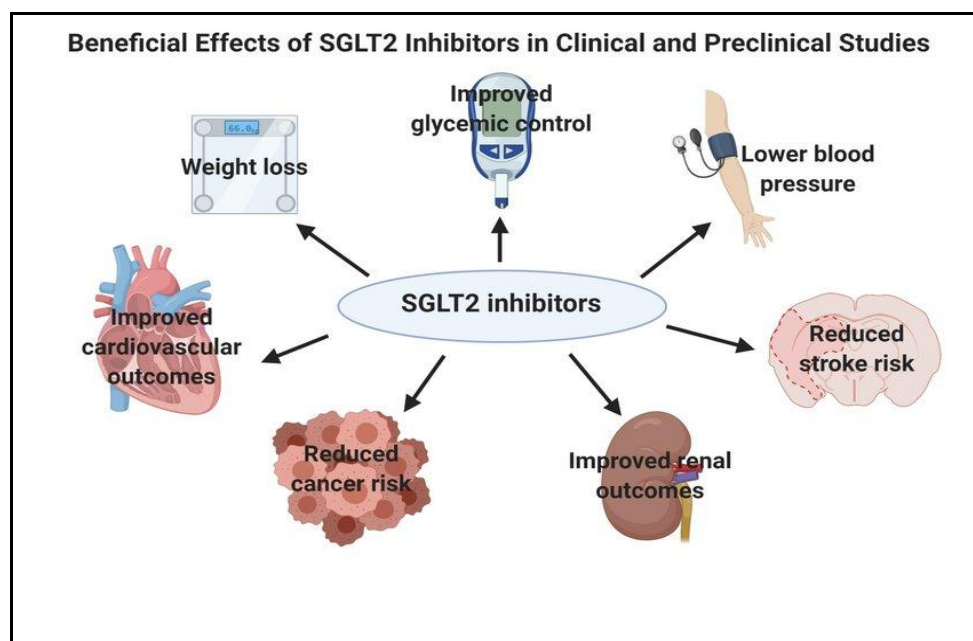 Beneficial Effects of SGLT2 Inhibitors in Clinical and Preclinical Studies
Improved
glycemic control
66.0kg
Weight loss
Lower blood
pressure
SGLT2 inhibitors
Improved
cardiovascular
outcomes
Reduced
stroke risk
Reduced
cancer risk
Improved renal
outcomes